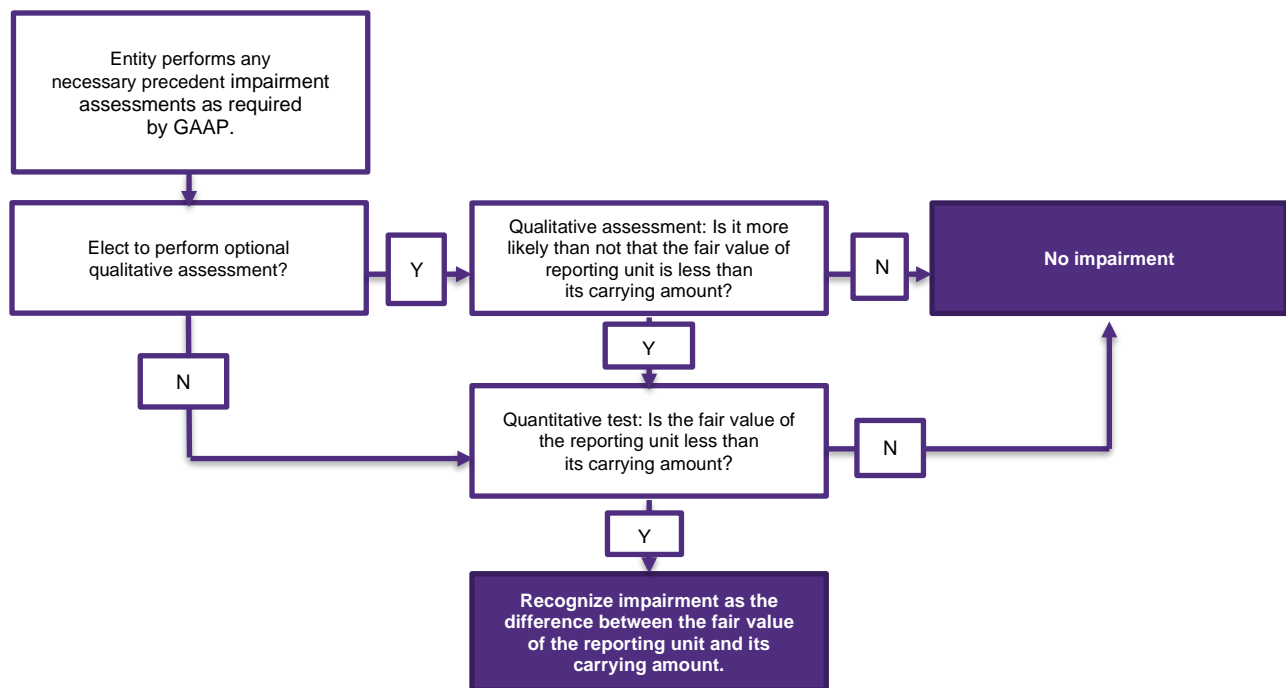 Entity performs any
necessary precedent impairment
assessments as required
by GAAP.
Elect to perform optional
qualitative assessment?
Y
Qualitative assessment: Is it more
likely than not that the fair value of
reporting unit is less than
its carrying amount?
N
No impairment
N
Y
Quantitative test: Is the fair value of
the reporting unit less than
its carrying amount?
N
Y
Recognize impairment as the
difference between the fair value
of the reporting unit and its
carrying amount.